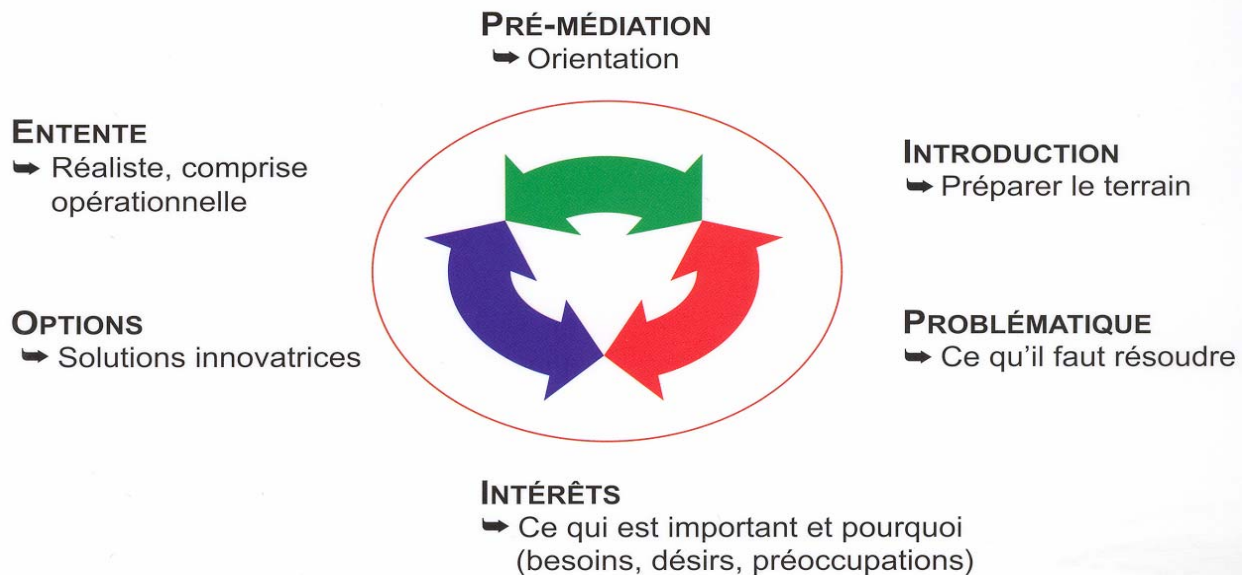 PRÉ-MÉDIATION
➥ Orientation
INTRODUCTION
➥ Préparer le terrain
PROBLÉMATIQUE
➥ Ce qu'il faut résoudre
INTÉRÊTS
➥ Ce qui est important et pourquoi
(besoins, désirs, préoccupations)
OPTIONS
➥ Solutions innovatrices
ENTENTE
➥ Réaliste, comprise
opérationnelle